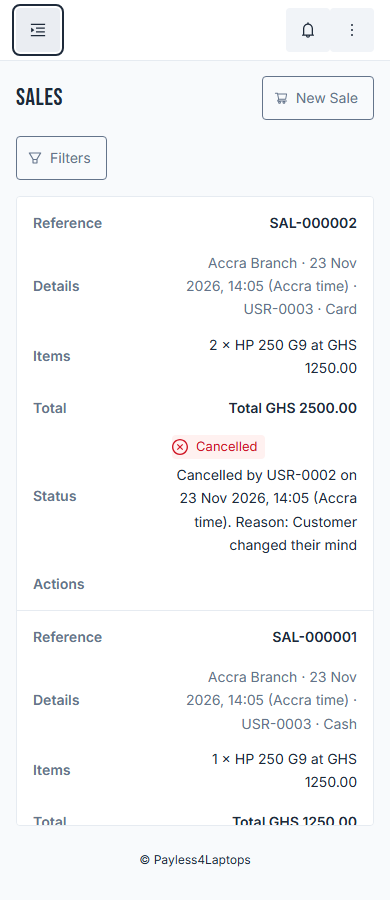 SALES
New Sale
Filters
Reference
SAL-000002
Details
Accra Branch · 23 Nov
2026, 14:05 (Accra time) ·
USR-0003 · Card
Items
2 × HP 250 G9 at GHS
1250.00
Total
Total GHS 2500.00
Status
Cancelled
Cancelled by USR-0002 on
23 Nov 2026, 14:05 (Accra
time). Reason: Customer
changed their mind
Actions
Reference
SAL-000001
Details
Accra Branch · 23 Nov
2026, 14:05 (Accra time) ·
USR-0003 · Cash
Items
1 × HP 250 G9 at GHS
1250.00
Total
Total GHS 1250.00
© Payless4Laptops